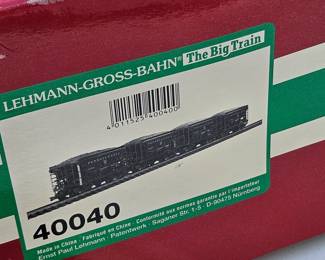 LEHMANN-GROSS-BAHN® The Big Train
4 011525 400400
40040
Made in China · Fabriqué en Chine · Conformité aux normes garantie par l'importateur
Ernst Paul Lehmann · Patentwerk · Saganer Str. 1-5 · D-90475 Nürnberg